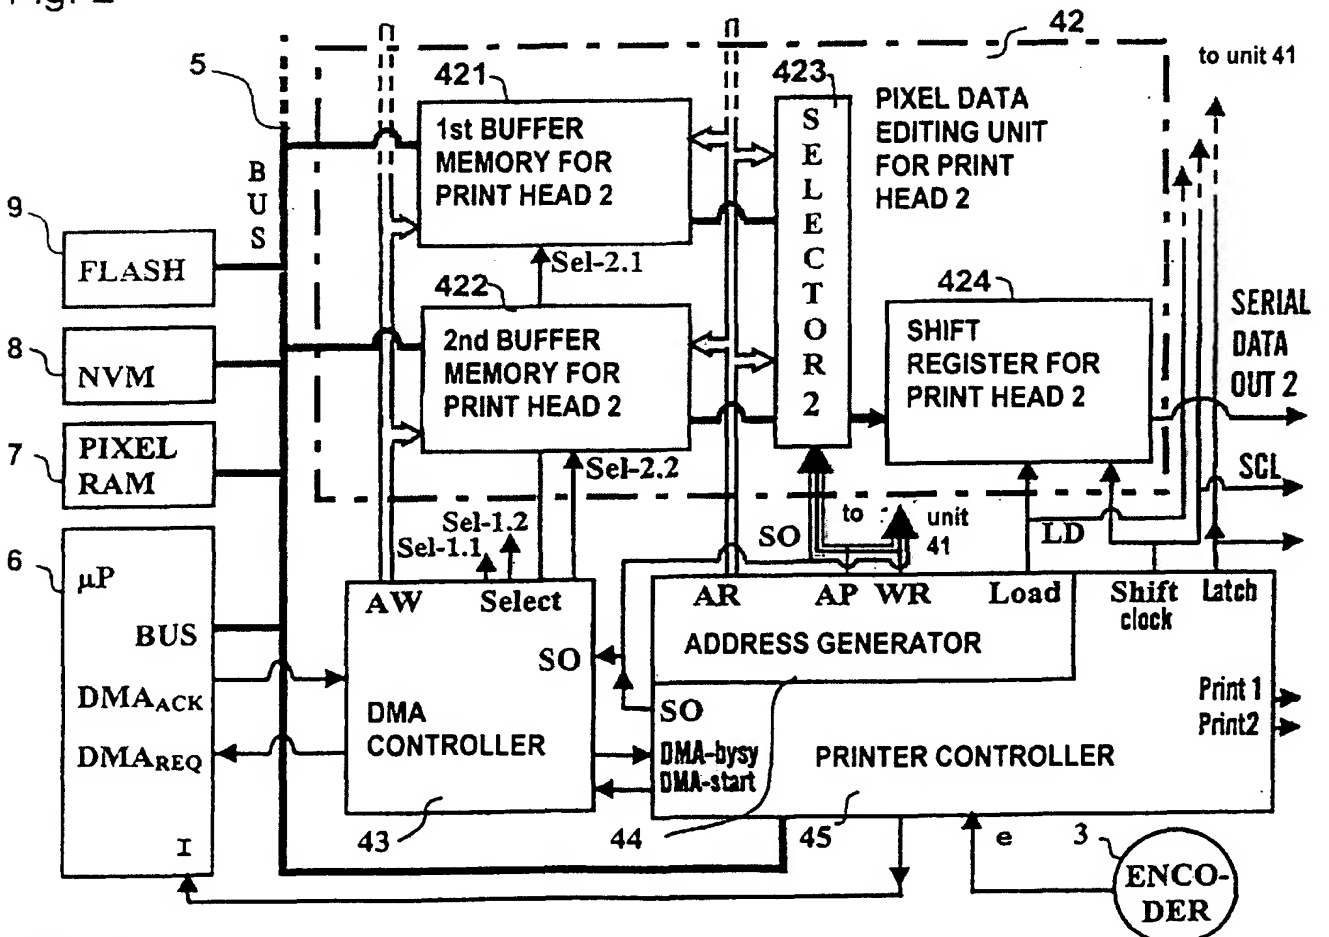 Fig. 2
42
to unit 41
5
421
423
1st BUFFER
MEMORY FOR
PRINT HEAD 2
SELECTOR 2
PIXEL DATA
EDITING UNIT
FOR PRINT
HEAD 2
BUS
9
FLASH
Sel-2.1
422
424
8
NVM
2nd BUFFER
MEMORY FOR
PRINT HEAD 2
SHIFT
REGISTER FOR
PRINT HEAD 2
SERIAL
DATA
OUT 2
7
PIXEL
RAM
Sel-2.2
SCL
Sel-1.2
Sel-1.1
SO
to unit
41
LD
6
µP
AW
Select
AR
AP
WR
Load
Shift
clock
Latch
BUS
SO
ADDRESS GENERATOR
DMAACK
SO
Print 1
Print2
DMA
CONTROLLER
DMAREQ
DMA-bysy
DMA-start
PRINTER CONTROLLER
I
43
44
45
e
3
ENCO-
DER